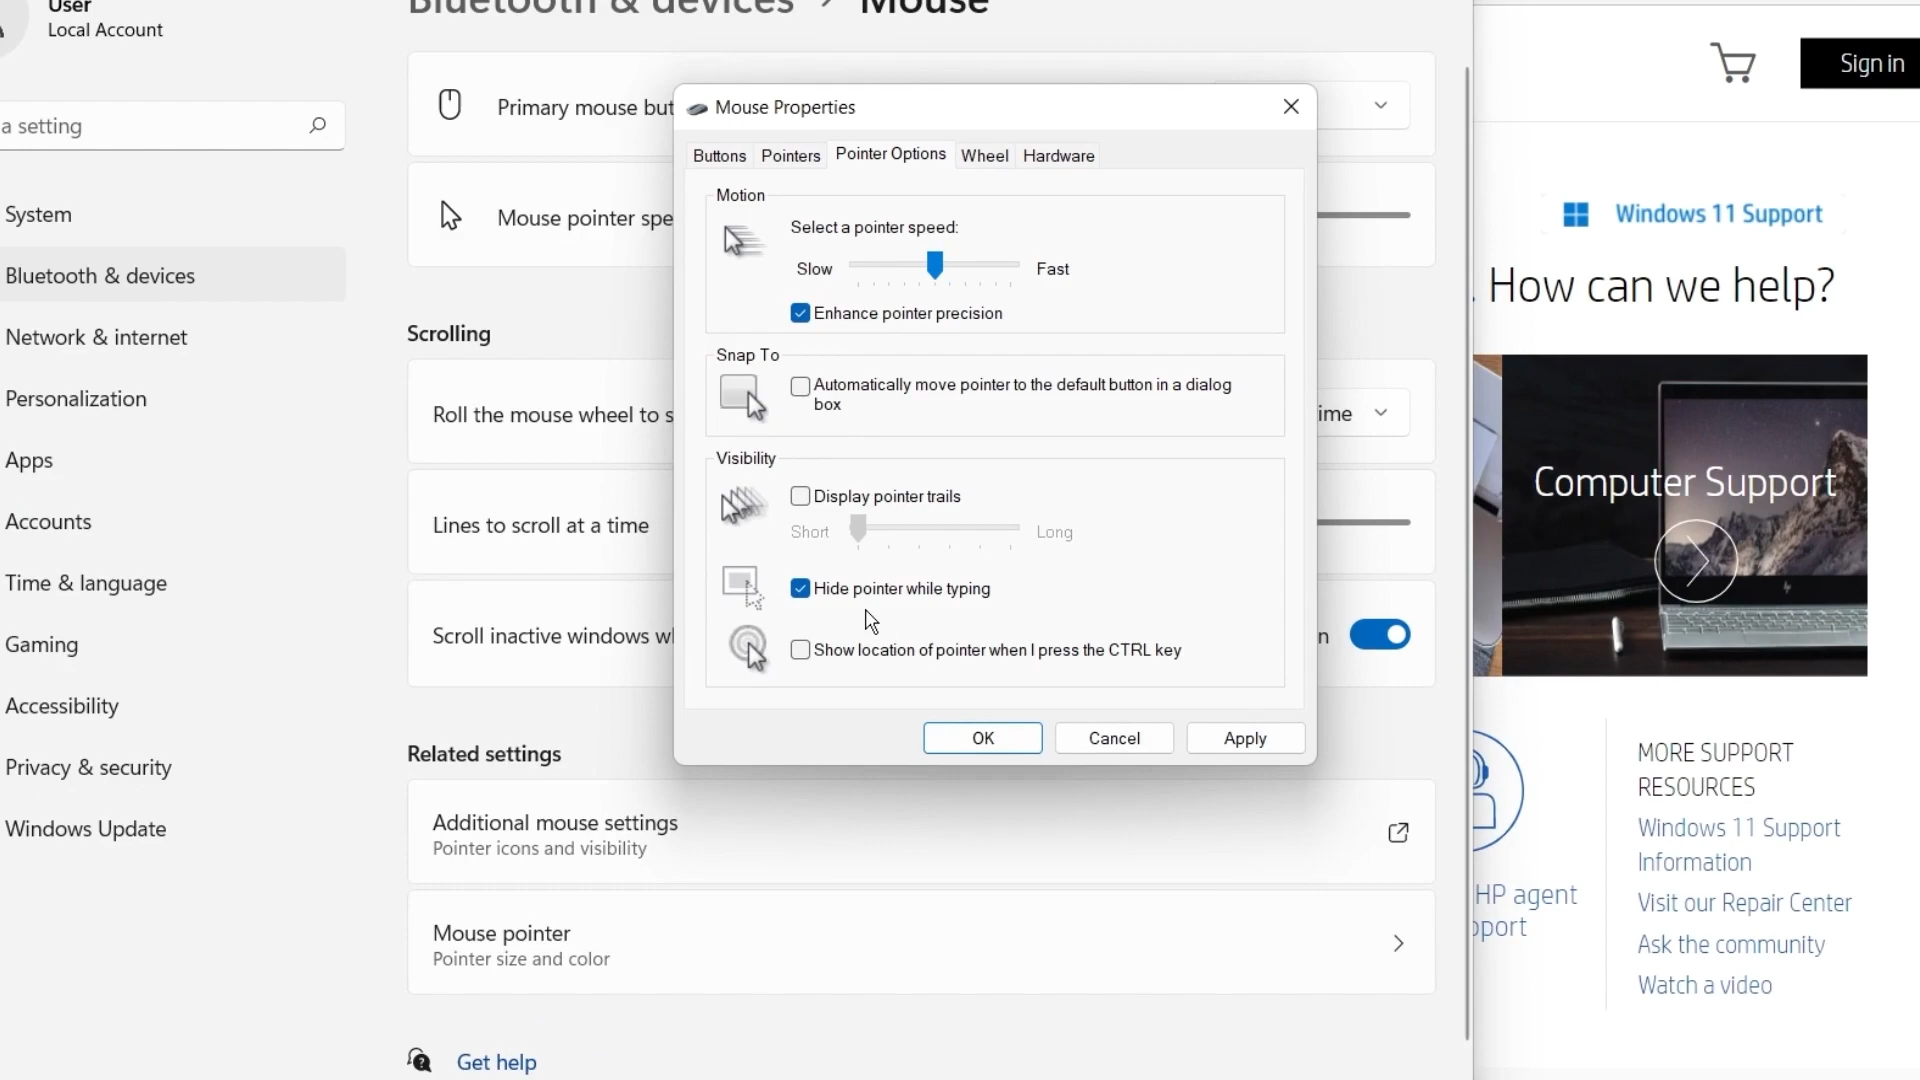 User
Local Account
a setting
System
Bluetooth & devices
Network & internet
Personalization
Apps
Accounts
Time & language
Gaming
Accessibility
Privacy & security
Windows Update
Bluetooth & devices > Mouse
Primary mouse but
Mouse pointer spe
Scrolling
Roll the mouse wheel to s
ime
Lines to scroll at a time
Scroll inactive windows w
n
Related settings
Additional mouse settings
Pointer icons and visibility
Mouse pointer
Pointer size and color
Get help
Mouse Properties
Buttons
Pointers
Pointer Options
Wheel
Hardware
Motion
Select a pointer speed:
Slow
Fast
Enhance pointer precision
Snap To
Automatically move pointer to the default button in a dialog
box
Visibility
Display pointer trails
Short
Long
Hide pointer while typing
Show location of pointer when I press the CTRL key
OK
Cancel
Apply
Sign in
Windows 11 Support
. How can we help?
Computer Support
HP agent
port
MORE SUPPORT
RESOURCES
Windows 11 Support
Information
Visit our Repair Center
Ask the community
Watch a video